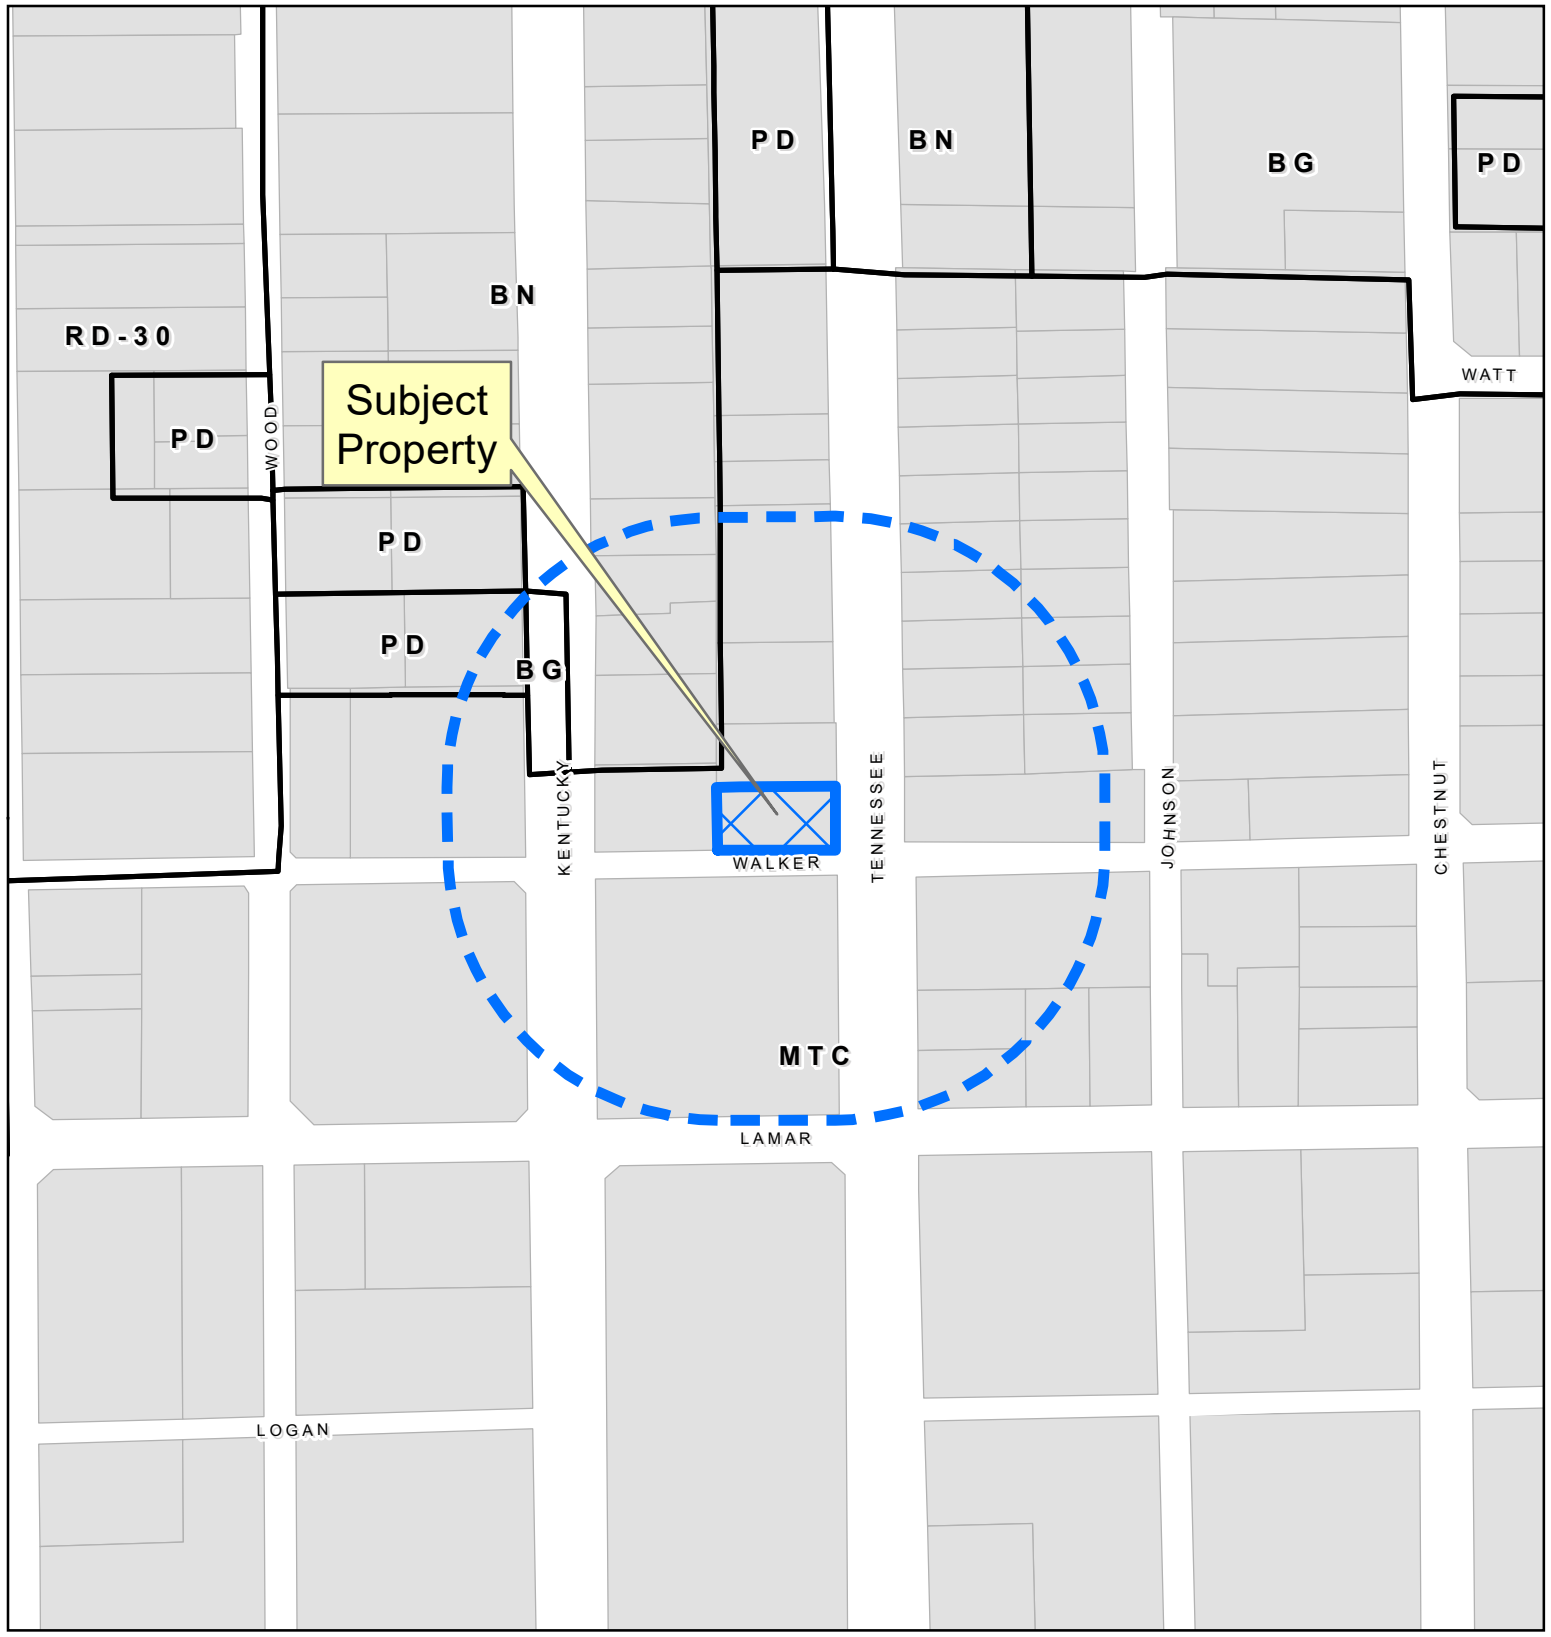 PD
BN
BG
PD
BN
RD-30
WATT
Subject
Property
PD
WOOD
PD
PD
BG
KENTUCKY
TENNESSEE
JOHNSON
CHESTNUT
WALKER
MTC
LAMAR
LOGAN